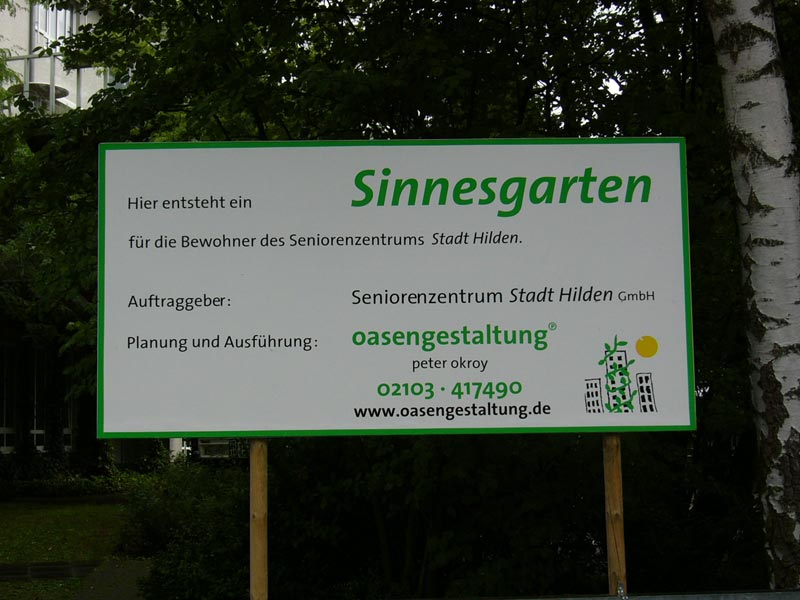 Hier entsteht ein Sinnesgarten
für die Bewohner des Seniorenzentrums Stadt Hilden.
Auftraggeber: Seniorenzentrum Stadt Hilden GmbH
Planung und Ausführung: oasengestaltung®
peter okroy
02103 · 417490
www.oasengestaltung.de